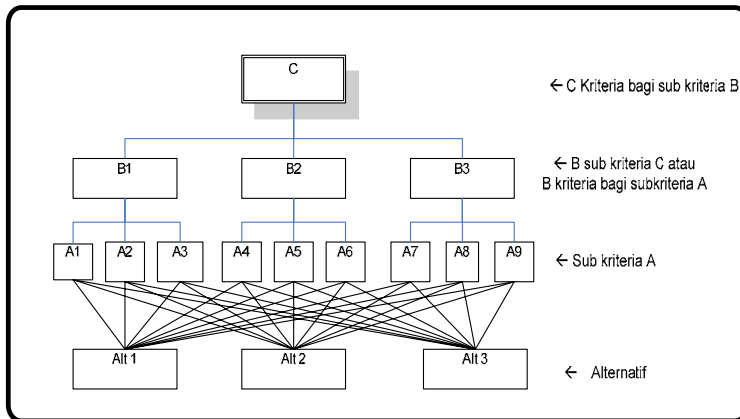 C
← C Kriteria bagi sub kriteria B
B1
B2
B3
← B sub kriteria C atau
B kriteria bagi subkriteria A
A1
A2
A3
A4
A5
A6
A7
A8
A9
← Sub kriteria A
Alt 1
Alt 2
Alt 3
← Alternatif